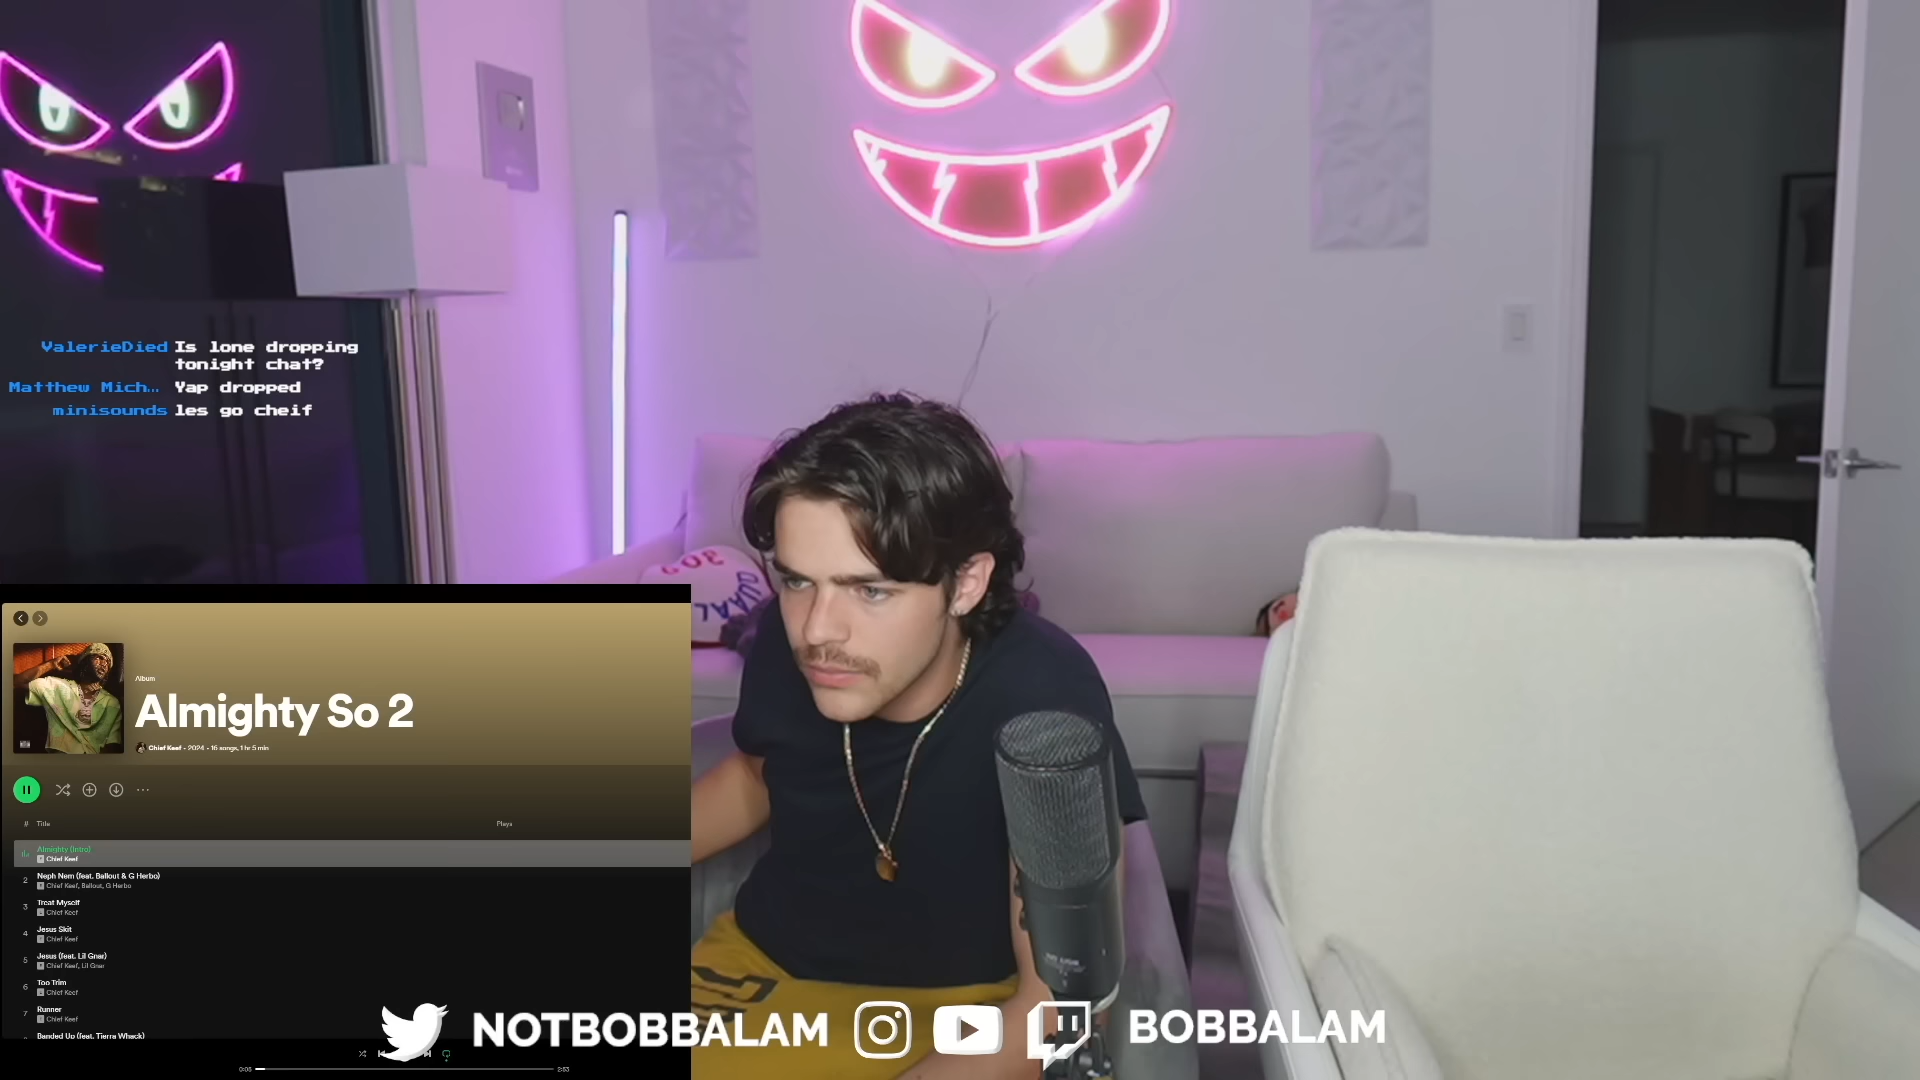 ValerieDied Is lone dropping
tonight chat?
Matthew Mich... Yap dropped
minisounds les go cheif
Album
Almighty So 2
Chief Keef • 2024 • 16 songs, 1 hr 5 min
# Title Plays
Almighty (Intro)
Chief Keef
2 Neph Nem (feat. Ballout & G Herbo)
Chief Keef, Ballout, G Herbo
3 Treat Myself
Chief Keef
4 Jesus Skit
Chief Keef
5 Jesus (feat. Lil Gnar)
Chief Keef, Lil Gnar
6 Too Trim
Chief Keef
7 Runner
Chief Keef
Banded Up (feat. Tierra Whack)
0:05 2:53
NOTBOBBALAM BOBBALAM